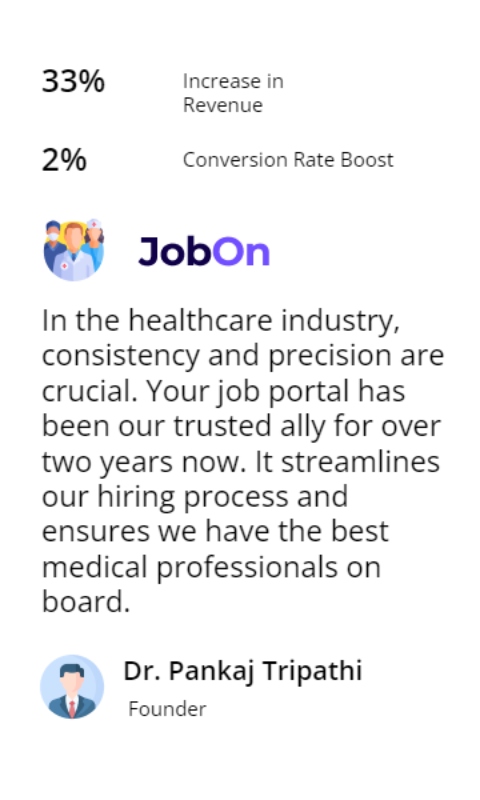 33%
Increase in
Revenue
2%
Conversion Rate Boost
JobOn
In the healthcare industry,
consistency and precision are
crucial. Your job portal has
been our trusted ally for over
two years now. It streamlines
our hiring process and
ensures we have the best
medical professionals on
board.
Dr. Pankaj Tripathi
Founder